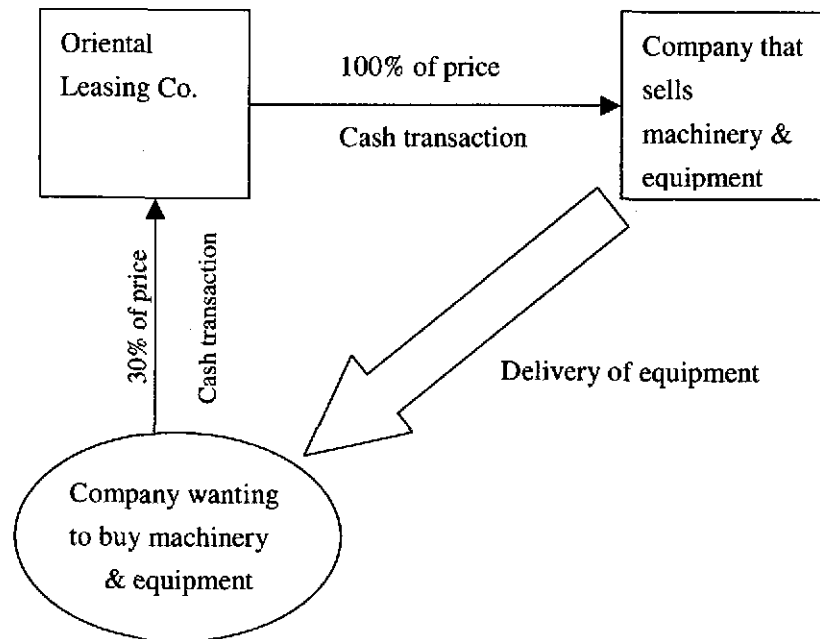 Oriental
Leasing Co.
100% of price
Cash transaction
Company that
sells
machinery &
equipment
30% of price
Cash transaction
Delivery of equipment
Company wanting
to buy machinery
& equipment